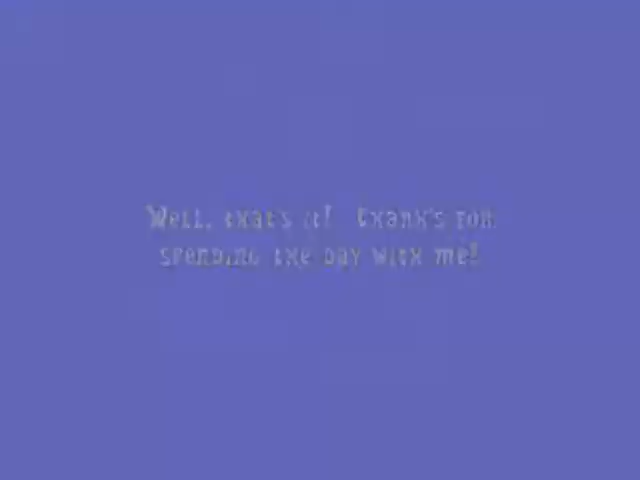 Well, that's it! thank's for
spending the day with me!